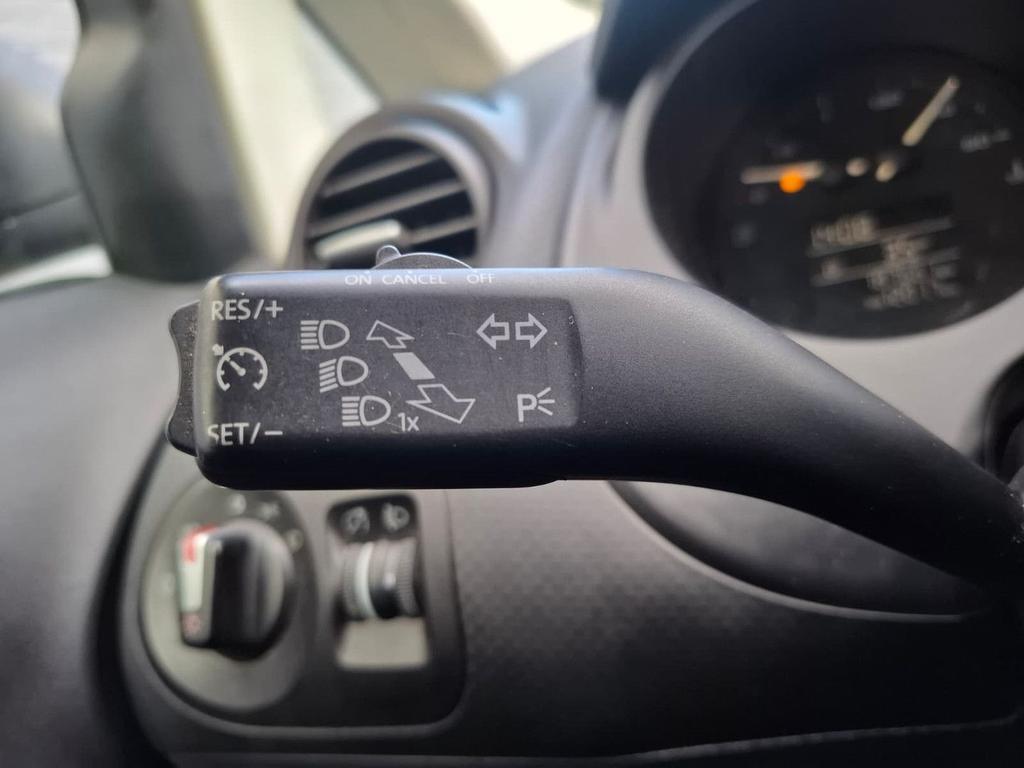 ON CANCEL OFF
RES/+
SET/-
1x
P